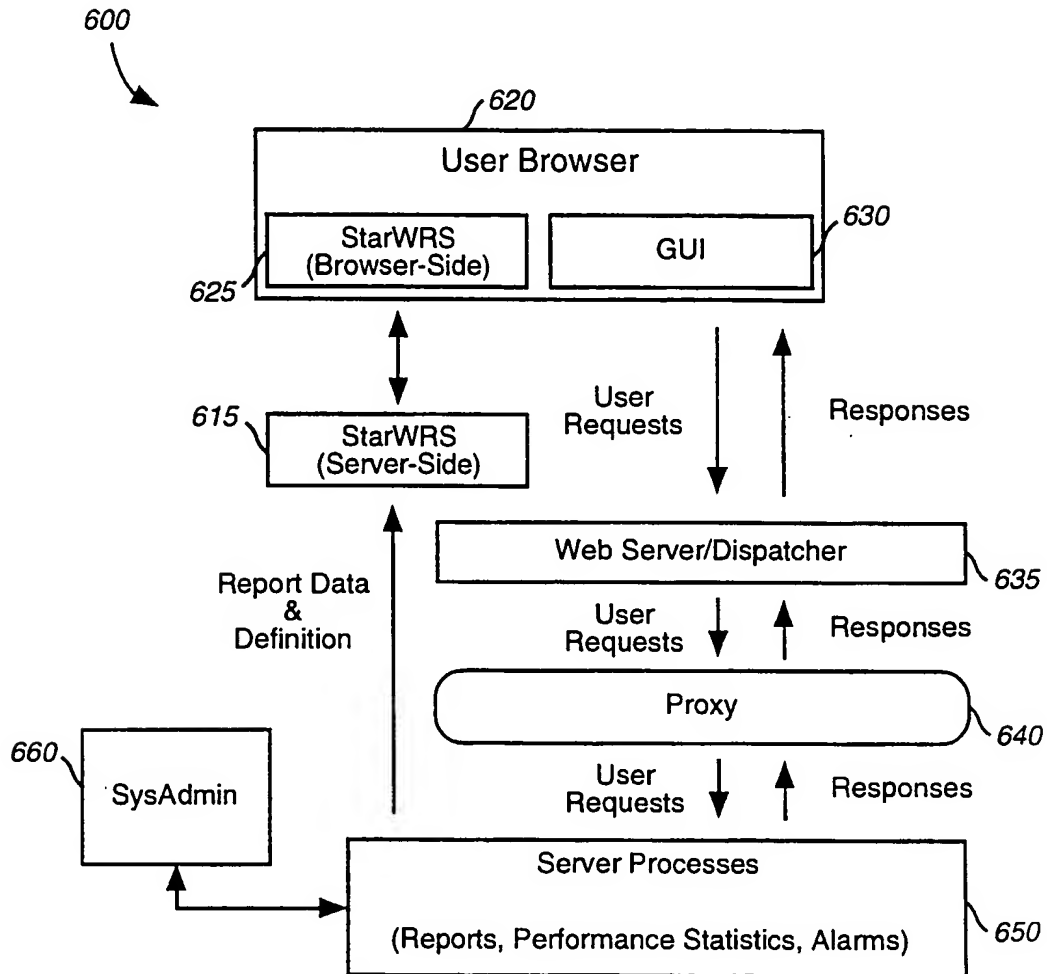 600
620
User Browser
StarWRS
(Browser-Side)
GUI
630
625
User
Requests
Responses
615
StarWRS
(Server-Side)
Web Server/Dispatcher
635
Report Data
&
Definition
User
Requests
Responses
Proxy
640
660
SysAdmin
User
Requests
Responses
Server Processes
(Reports, Performance Statistics, Alarms)
650